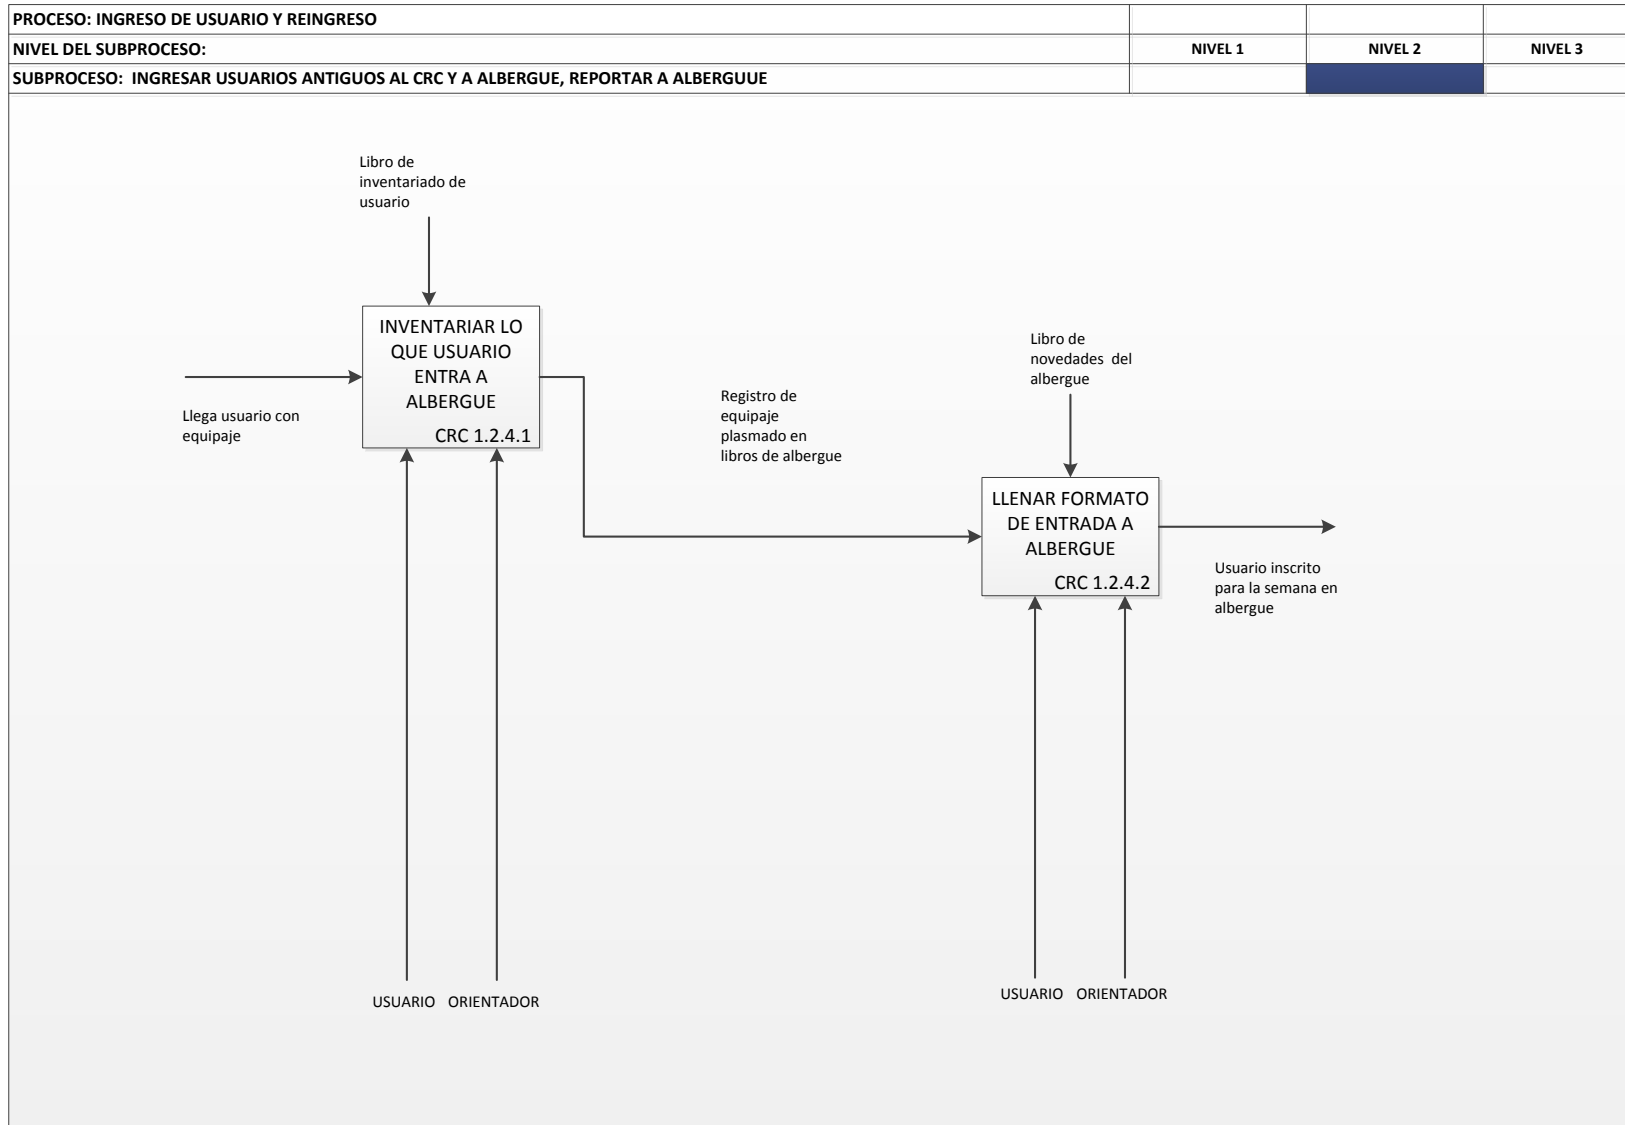 PROCESO: INGRESO DE USUARIO Y REINGRESO
NIVEL DEL SUBPROCESO:
NIVEL 1
NIVEL 2
NIVEL 3
SUBPROCESO: INGRESAR USUARIOS ANTIGUOS AL CRC Y A ALBERGUE, REPORTAR A ALBERGUUE
Libro de
inventariado de
usuario
INVENTARIAR LO
QUE USUARIO
ENTRA A
ALBERGUE
CRC 1.2.4.1
Llega usuario con
equipaje
Registro de
equipaje
plasmado en
libros de albergue
Libro de
novedades del
albergue
LLENAR FORMATO
DE ENTRADA A
ALBERGUE
CRC 1.2.4.2
Usuario inscrito
para la semana en
albergue
USUARIO
ORIENTADOR
USUARIO
ORIENTADOR